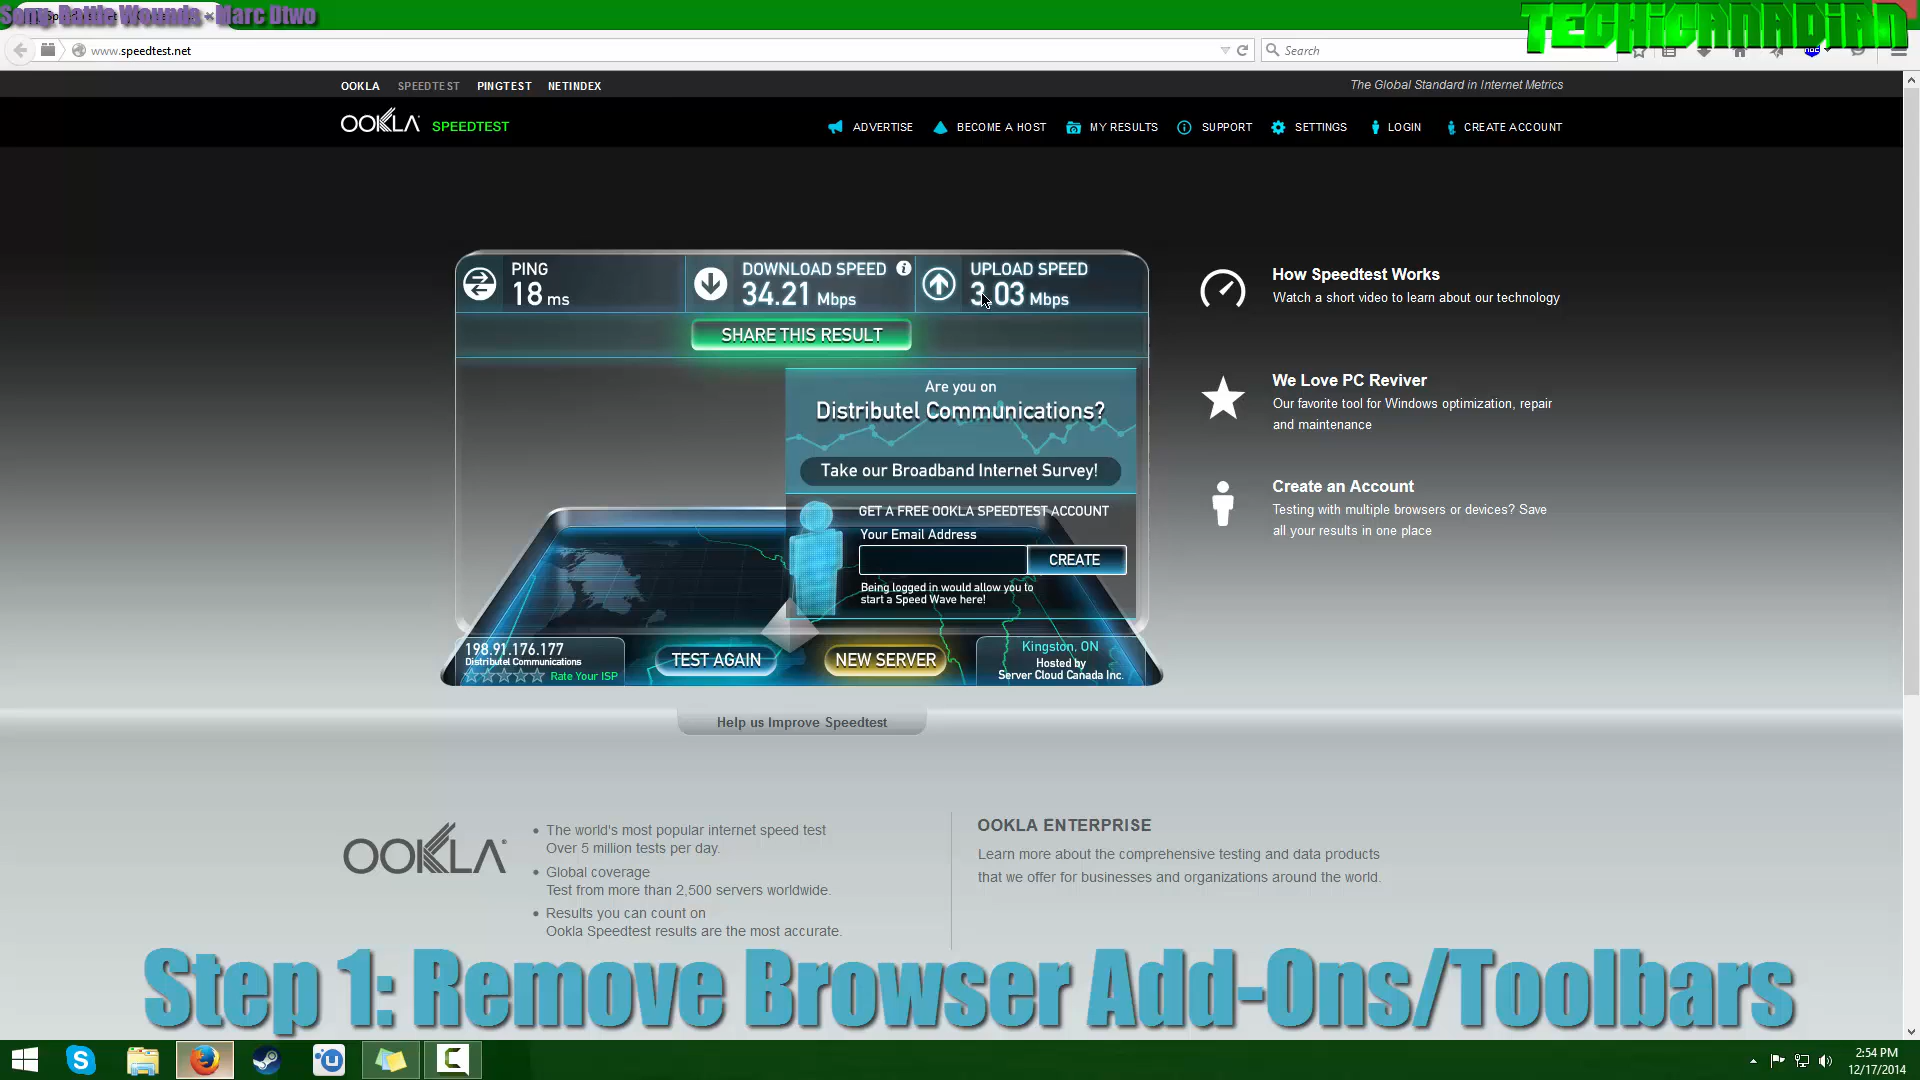 Song: Battle Wounds - Marc Dtwo
TECHiCANADiAN
www.speedtest.net
Search
OOKLA SPEEDTEST PINGTEST NETINDEX
The Global Standard in Internet Metrics
OOKLA SPEEDTEST
ADVERTISE BECOME A HOST MY RESULTS SUPPORT SETTINGS LOGIN CREATE ACCOUNT
PING
18 ms
DOWNLOAD SPEED
34.21 Mbps
UPLOAD SPEED
3.03 Mbps
SHARE THIS RESULT
Are you on
Distributel Communications?
Take our Broadband Internet Survey!
GET A FREE OOKLA SPEEDTEST ACCOUNT
Your Email Address
CREATE
Being logged in would allow you to
start a Speed Wave here!
198.91.176.177
Distributel Communications
Rate Your ISP
TEST AGAIN
NEW SERVER
Kingston, ON
Hosted by
Server Cloud Canada Inc.
How Speedtest Works
Watch a short video to learn about our technology
We Love PC Reviver
Our favorite tool for Windows optimization, repair
and maintenance
Create an Account
Testing with multiple browsers or devices? Save
all your results in one place
Help us Improve Speedtest
OOKLA
The world's most popular internet speed test
Over 5 million tests per day.
Global coverage
Test from more than 2,500 servers worldwide.
Results you can count on
Ookla Speedtest results are the most accurate.
OOKLA ENTERPRISE
Learn more about the comprehensive testing and data products
that we offer for businesses and organizations around the world.
Step 1: Remove Browser Add-Ons/Toolbars
2:54 PM
12/17/2014